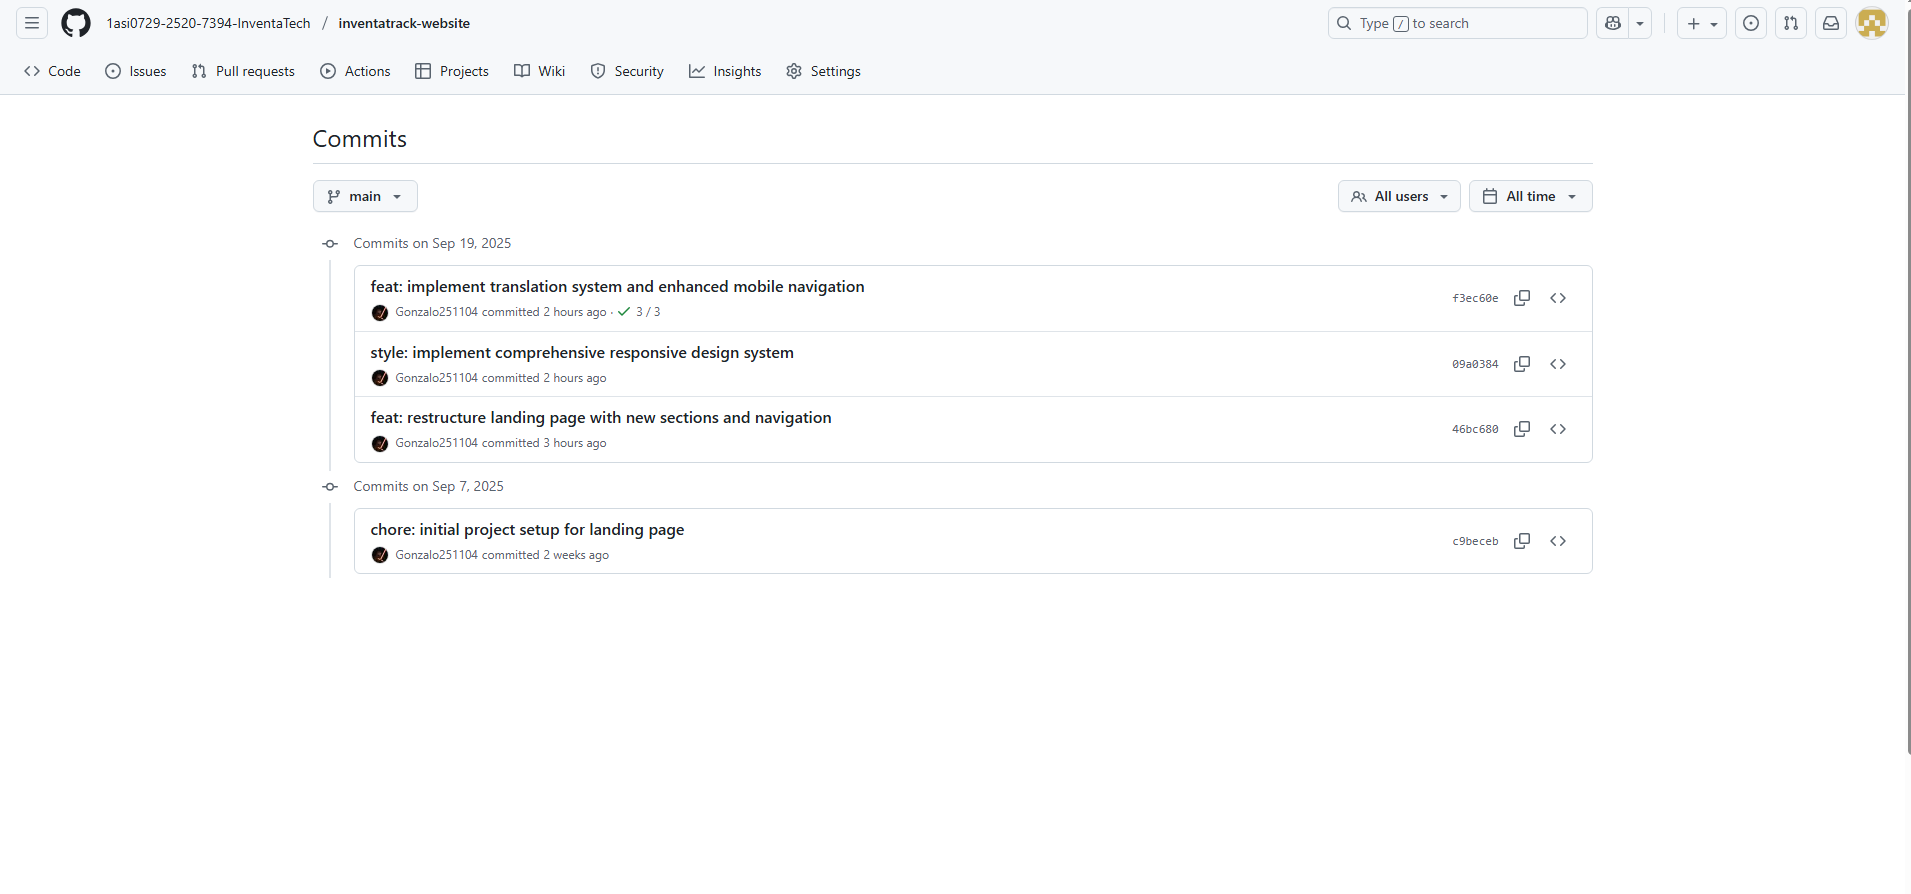 1asi0729-2520-7394-InventaTech / inventatrack-website
Type / to search
Code Issues Pull requests Actions Projects Wiki Security Insights Settings
Commits
main
All users All time
Commits on Sep 19, 2025
feat: implement translation system and enhanced mobile navigation
Gonzalo251104 committed 2 hours ago · 3 / 3
f3ec60e
style: implement comprehensive responsive design system
Gonzalo251104 committed 2 hours ago
09a0384
feat: restructure landing page with new sections and navigation
Gonzalo251104 committed 3 hours ago
46bc680
Commits on Sep 7, 2025
chore: initial project setup for landing page
Gonzalo251104 committed 2 weeks ago
c9beceb